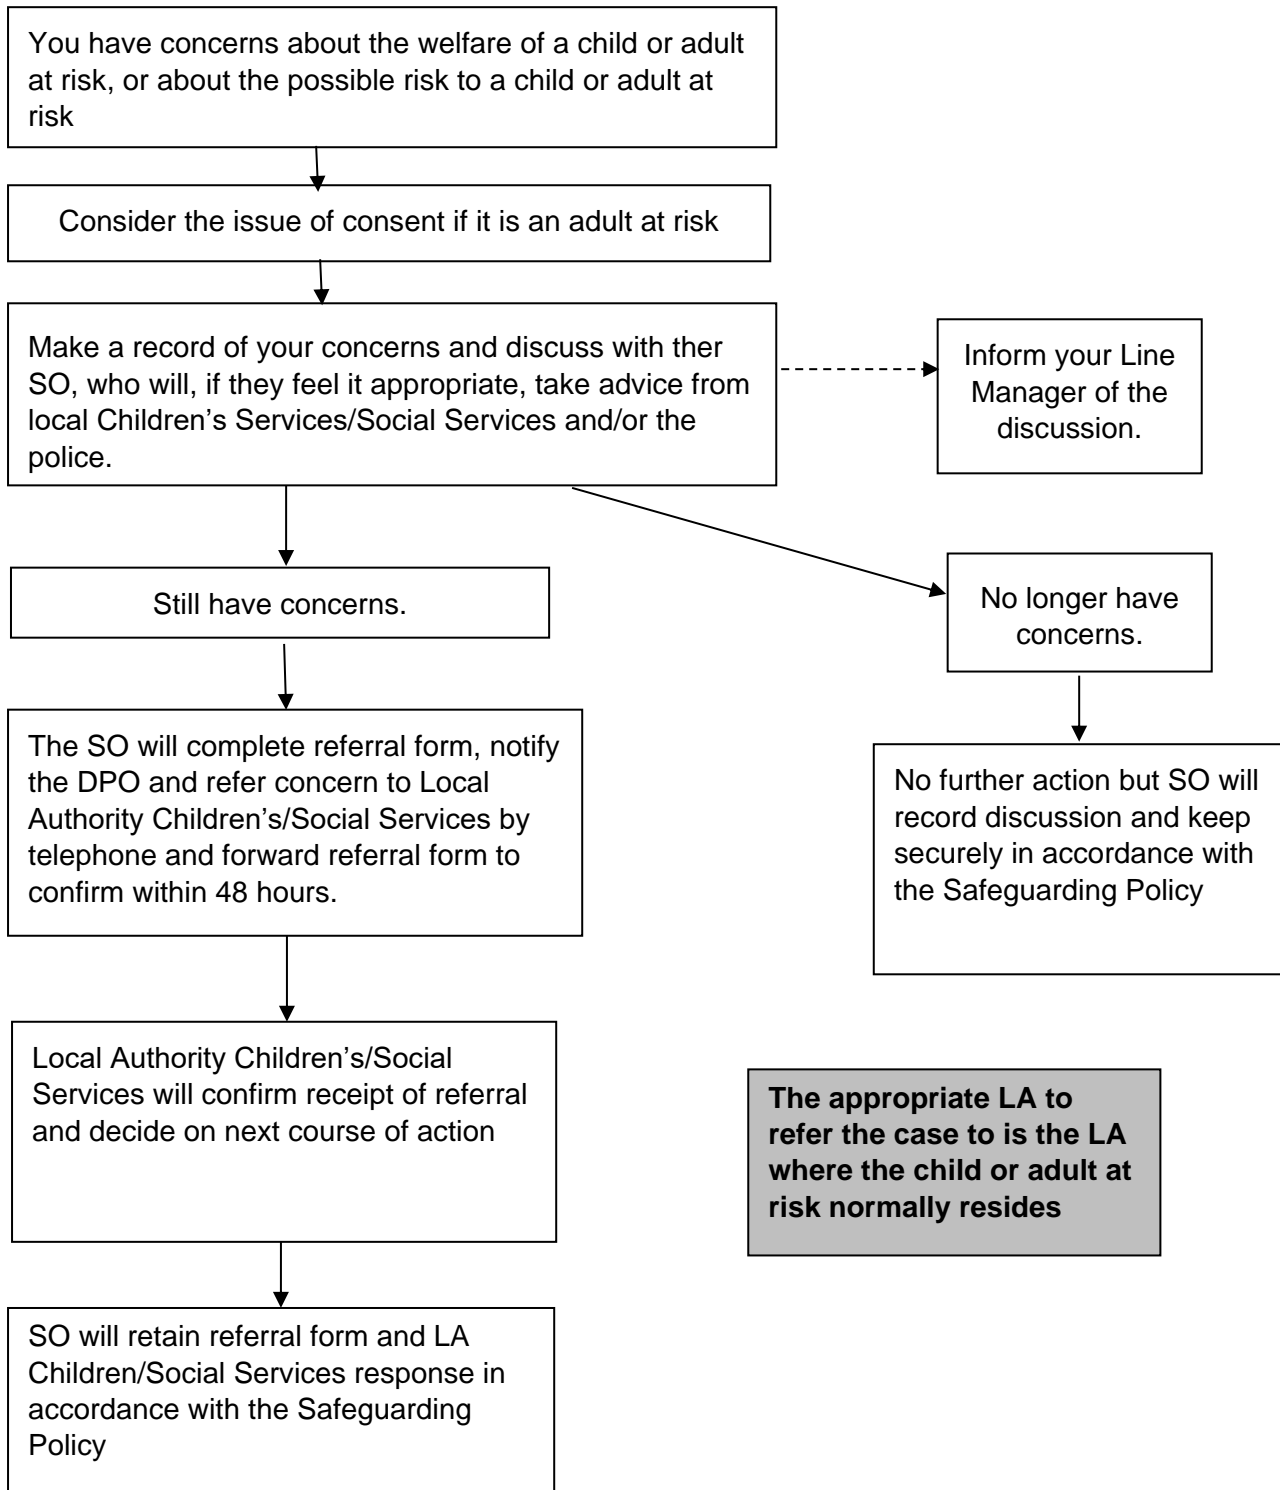 You have concerns about the welfare of a child or adult
at risk, or about the possible risk to a child or adult at
risk
Consider the issue of consent if it is an adult at risk
Make a record of your concerns and discuss with ther
SO, who will, if they feel it appropriate, take advice from
local Children’s Services/Social Services and/or the
police.
Inform your Line
Manager of the
discussion.
Still have concerns.
No longer have
concerns.
The SO will complete referral form, notify
the DPO and refer concern to Local
Authority Children’s/Social Services by
telephone and forward referral form to
confirm within 48 hours.
No further action but SO will
record discussion and keep
securely in accordance with
the Safeguarding Policy
Local Authority Children’s/Social
Services will confirm receipt of referral
and decide on next course of action
The appropriate LA to
refer the case to is the LA
where the child or adult at
risk normally resides
SO will retain referral form and LA
Children/Social Services response in
accordance with the Safeguarding
Policy